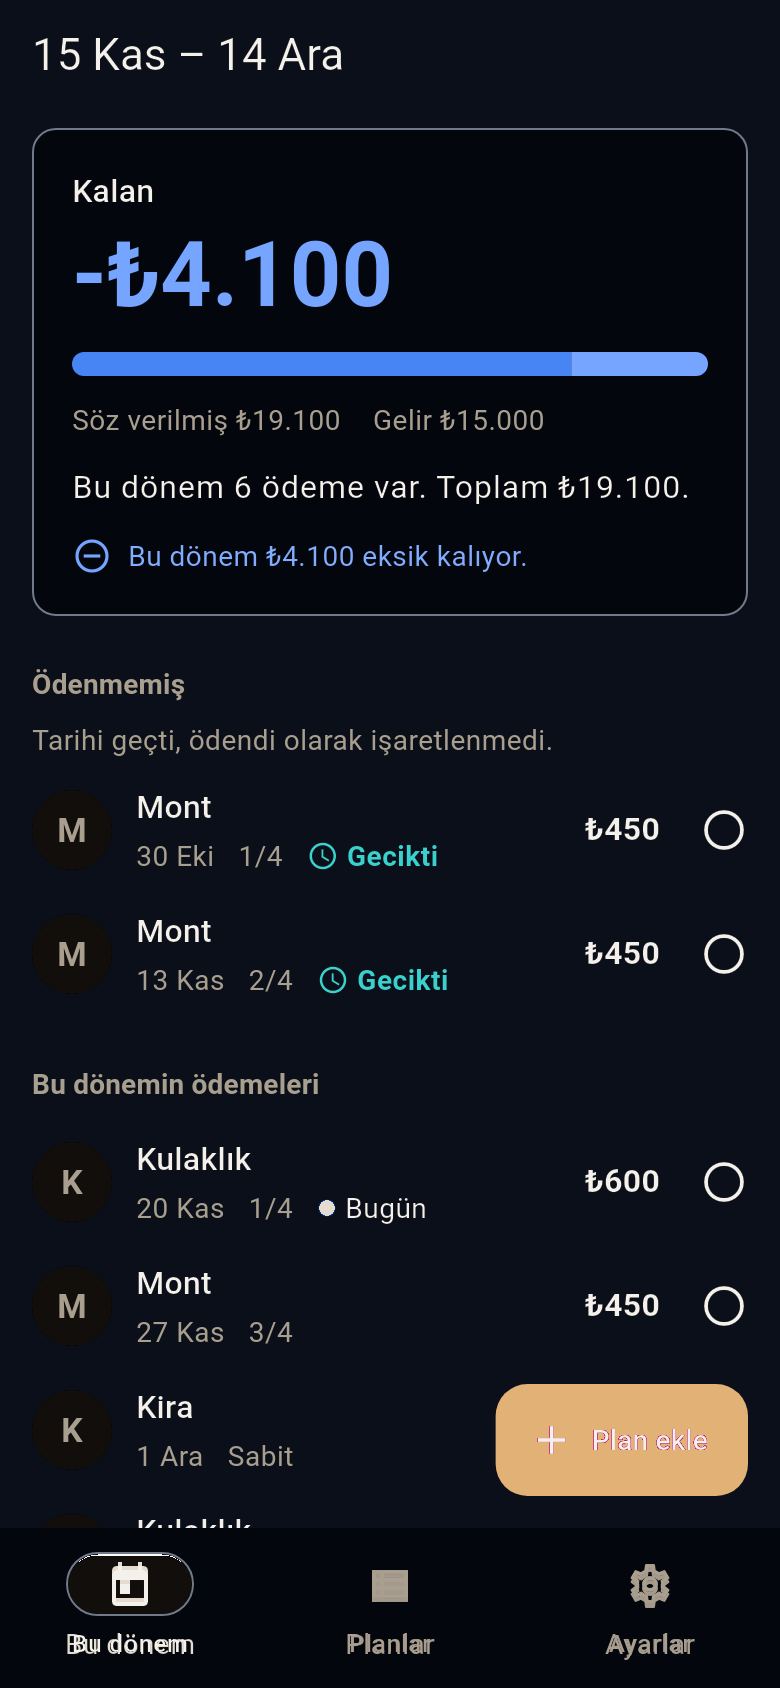 15 Kas – 14 Ara
Kalan
-₺4.100
Söz verilmiş ₺19.100 Gelir ₺15.000
Bu dönem 6 ödeme var. Toplam ₺19.100.
Bu dönem ₺4.100 eksik kalıyor.
Ödenmemiş
Tarihi geçti, ödendi olarak işaretlenmedi.
M
Mont
30 Eki 1/4 Gecikti
₺450
M
Mont
13 Kas 2/4 Gecikti
₺450
Bu dönemin ödemeleri
K
Kulaklık
20 Kas 1/4 Bugün
₺600
M
Mont
27 Kas 3/4
₺450
K
Kira
1 Ara Sabit
Plan ekle
Kulaklık
Bu dönem
Planlar
Ayarlar